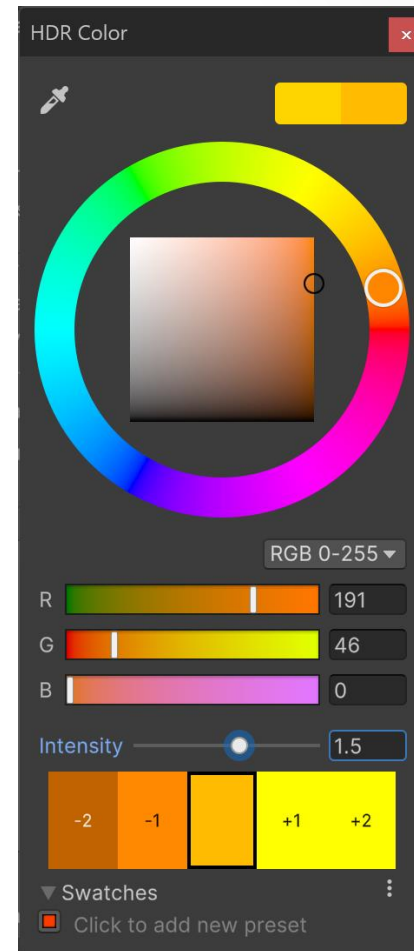 HDR Color
x
RGB 0-255
R 191
G 46
B 0
Intensity 1.5
-2 -1 +1 +2
Swatches
Click to add new preset